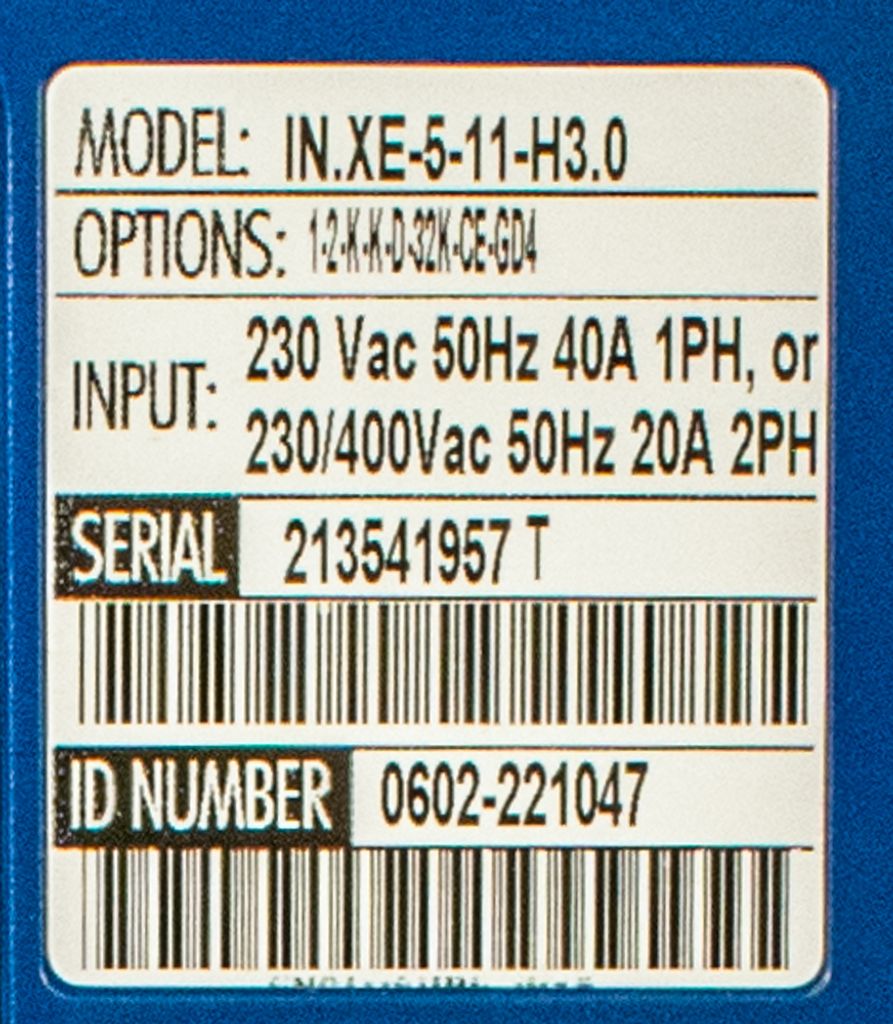 MODEL: IN.XE-5-11-H3.0
OPTIONS: 1-2-K-K-D-32K-CE-GD4
INPUT: 230 Vac 50Hz 40A 1PH, or
230/400Vac 50Hz 20A 2PH
SERIAL 213541957 T
ID NUMBER 0602-221047